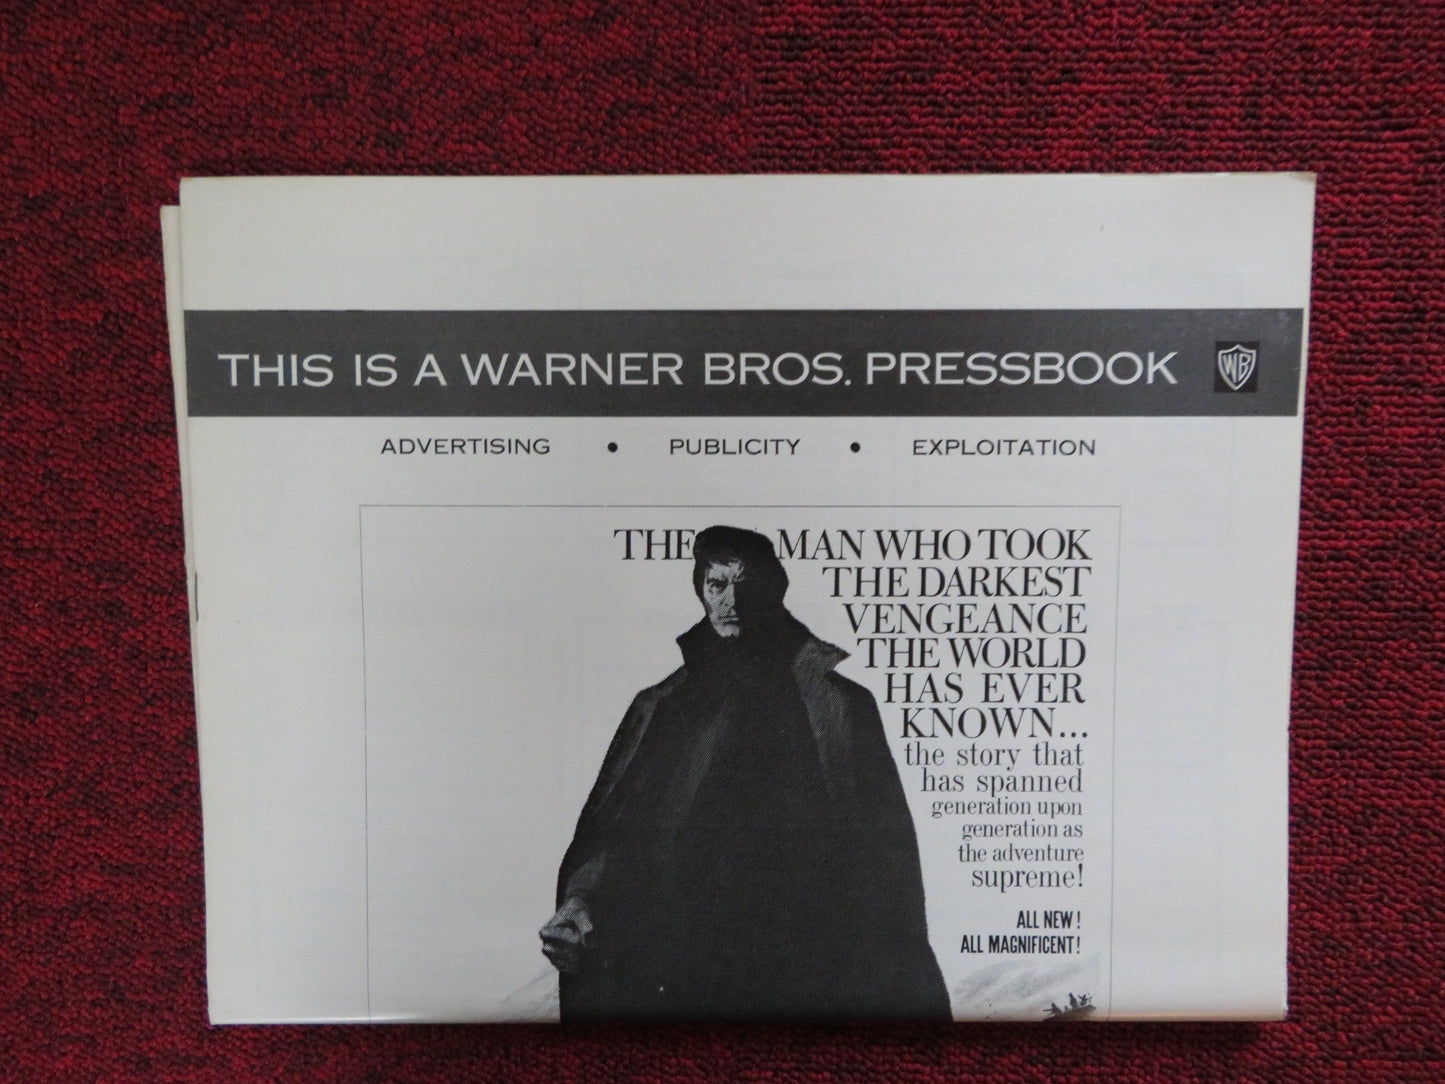 THIS IS A WARNER BROS. PRESSBOOK WB
ADVERTISING • PUBLICITY • EXPLOITATION
THE MAN WHO TOOK
THE DARKEST
VENGEANCE
THE WORLD
HAS EVER
KNOWN...
the story that
has spanned
generation upon
generation as
the adventure
supreme!
ALL NEW!
ALL MAGNIFICENT!